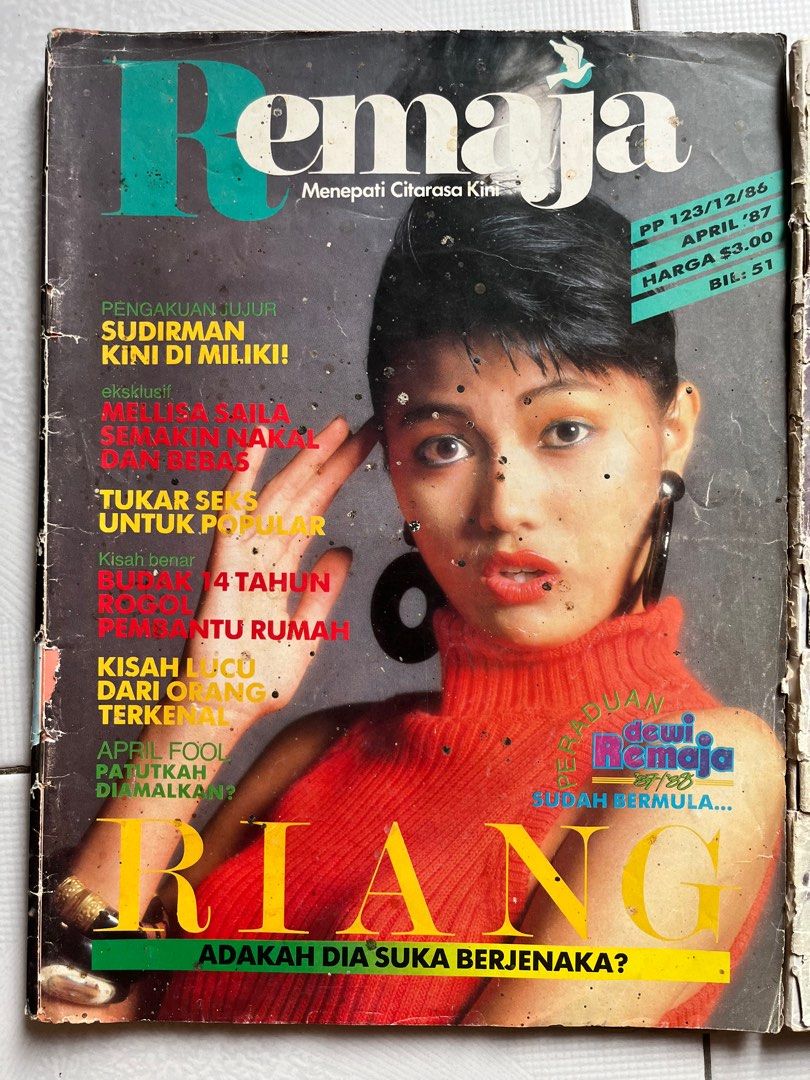 Remaja
Menepati Citarasa Kini
PP 123/12/86
APRIL '87
HARGA $3.00
BIL: 51
PENGAKUAN JUJUR
SUDIRMAN
KINI DI MILIKI!
eksklusif
MELLISA SAILA
SEMAKIN NAKAL
DAN BEBAS
TUKAR SEKS
UNTUK POPULAR
Kisah benar
BUDAK 14 TAHUN
ROGOL
PEMBANTU RUMAH
KISAH LUCU
DARI ORANG
TERKENAL
APRIL FOOL
PATUTKAH
DIAMALKAN?
PERADUAN
dewi
Remaja
'87/'88
SUDAH BERMULA...
RIANG
ADAKAH DIA SUKA BERJENAKA?